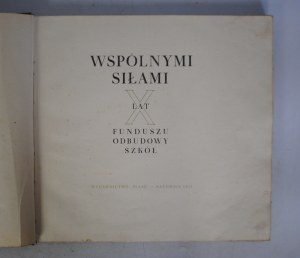 WSPÓLNYMI
SIŁAMI
X
LAT
FUNDUSZU
ODBUDOWY
SZKÓŁ